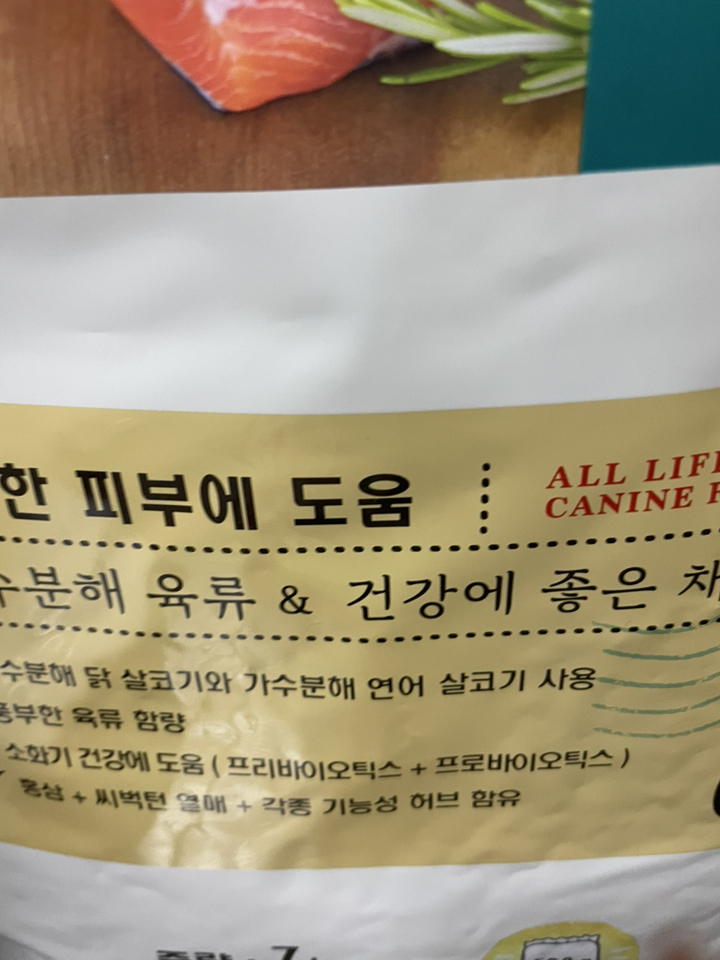 한 피부에 도움
ALL LIF
CANINE
수분해 육류 & 건강에 좋은 채
수분해 닭 살코기와 가수분해 연어 살코기 사용
풍부한 육류 함량
소화기 건강에 도움 ( 프리바이오틱스 + 프로바이오틱스 )
홍삼 + 씨벅턴 열매 + 각종 기능성 허브 함유
중량 : 7